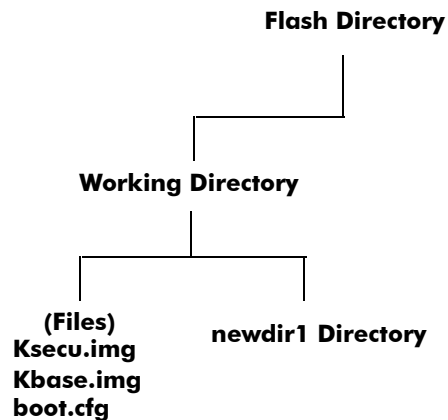 Flash Directory
Working Directory
(Files)
Ksecu.img
Kbase.img
boot.cfg
newdir1 Directory